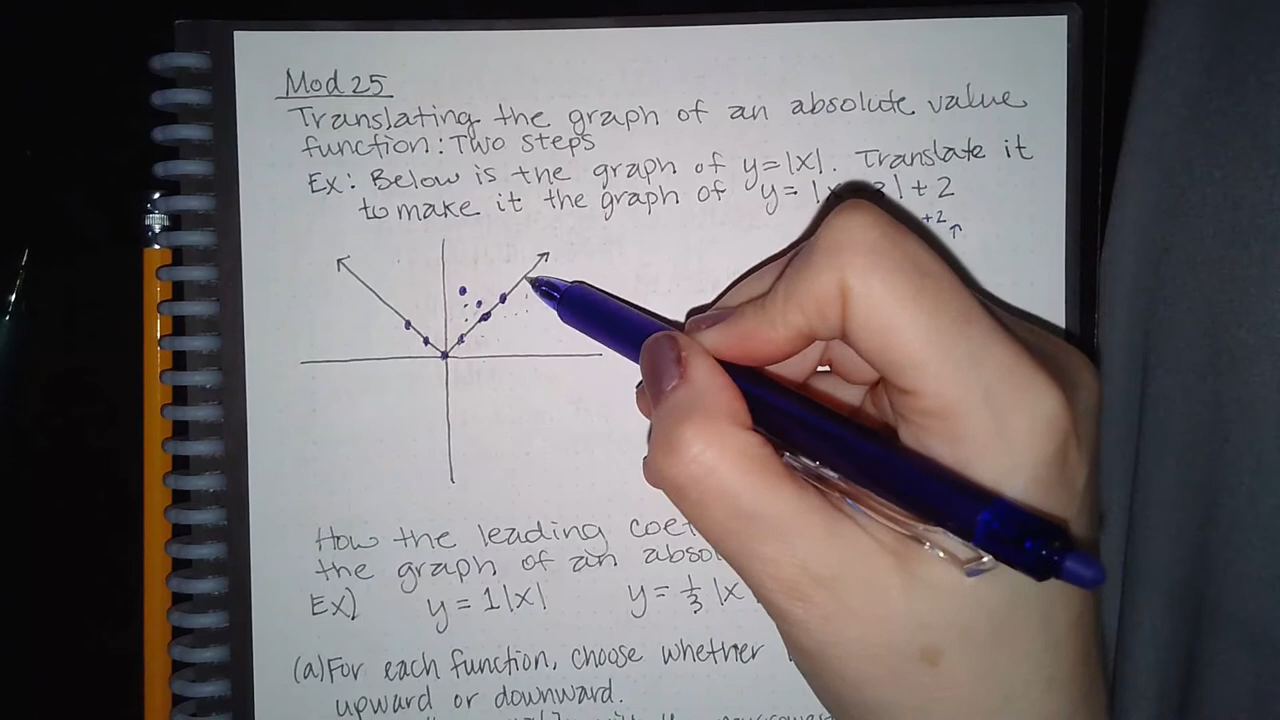 Mod 25
Translating the graph of an absolute value
function: Two steps
Ex: Below is the graph of y=|x|. Translate it
to make it the graph of y= | | + 2
+2 ↑
How the leading
the graph of an
Ex) y = 1|x| y = 1/3 |x
(a) For each function, choose whether
upward or downward.